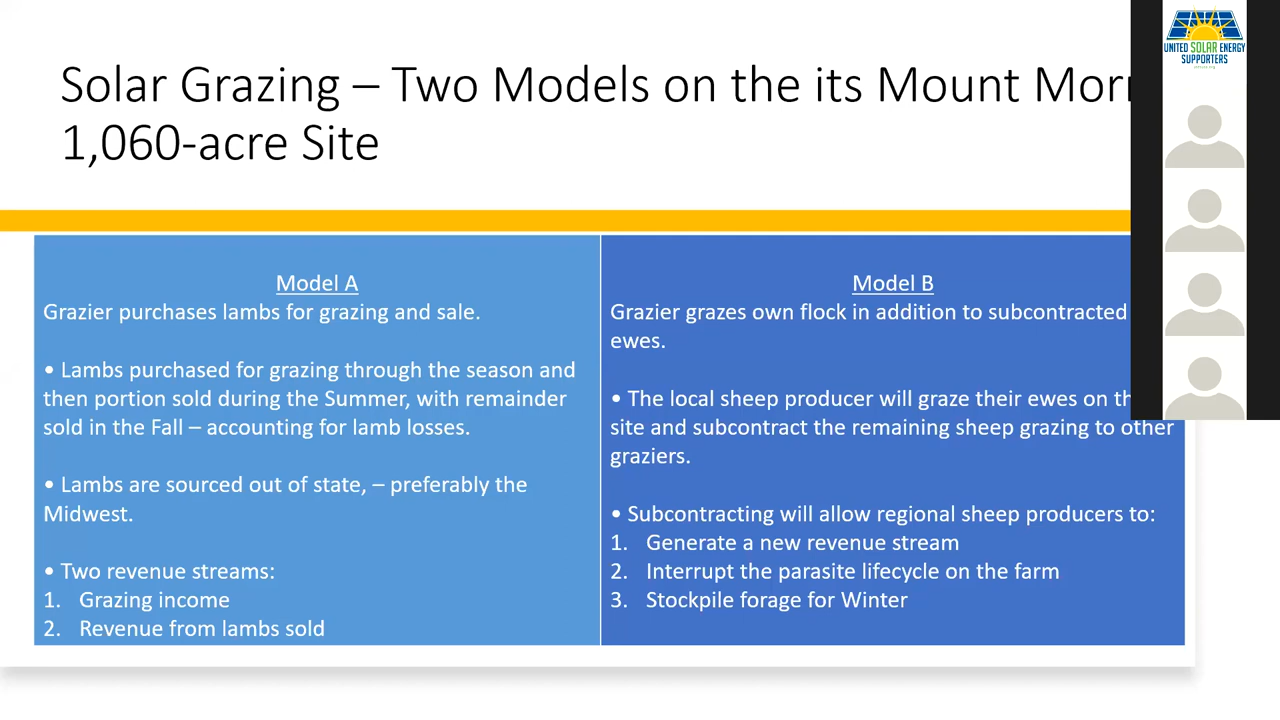 Solar Grazing – Two Models on the its Mount
1,060-acre Site
UNITED SOLAR ENERGY
SUPPORTERS
Model A
Grazier purchases lambs for grazing and sale.
• Lambs purchased for grazing through the season and
then portion sold during the Summer, with remainder
sold in the Fall – accounting for lamb losses.
• Lambs are sourced out of state, – preferably the
Midwest.
• Two revenue streams:
1. Grazing income
2. Revenue from lambs sold
Model B
Grazier grazes own flock in addition to subcontracted
ewes.
• The local sheep producer will graze their ewes on
site and subcontract the remaining sheep grazing to other
graziers.
• Subcontracting will allow regional sheep producers to:
1. Generate a new revenue stream
2. Interrupt the parasite lifecycle on the farm
3. Stockpile forage for Winter